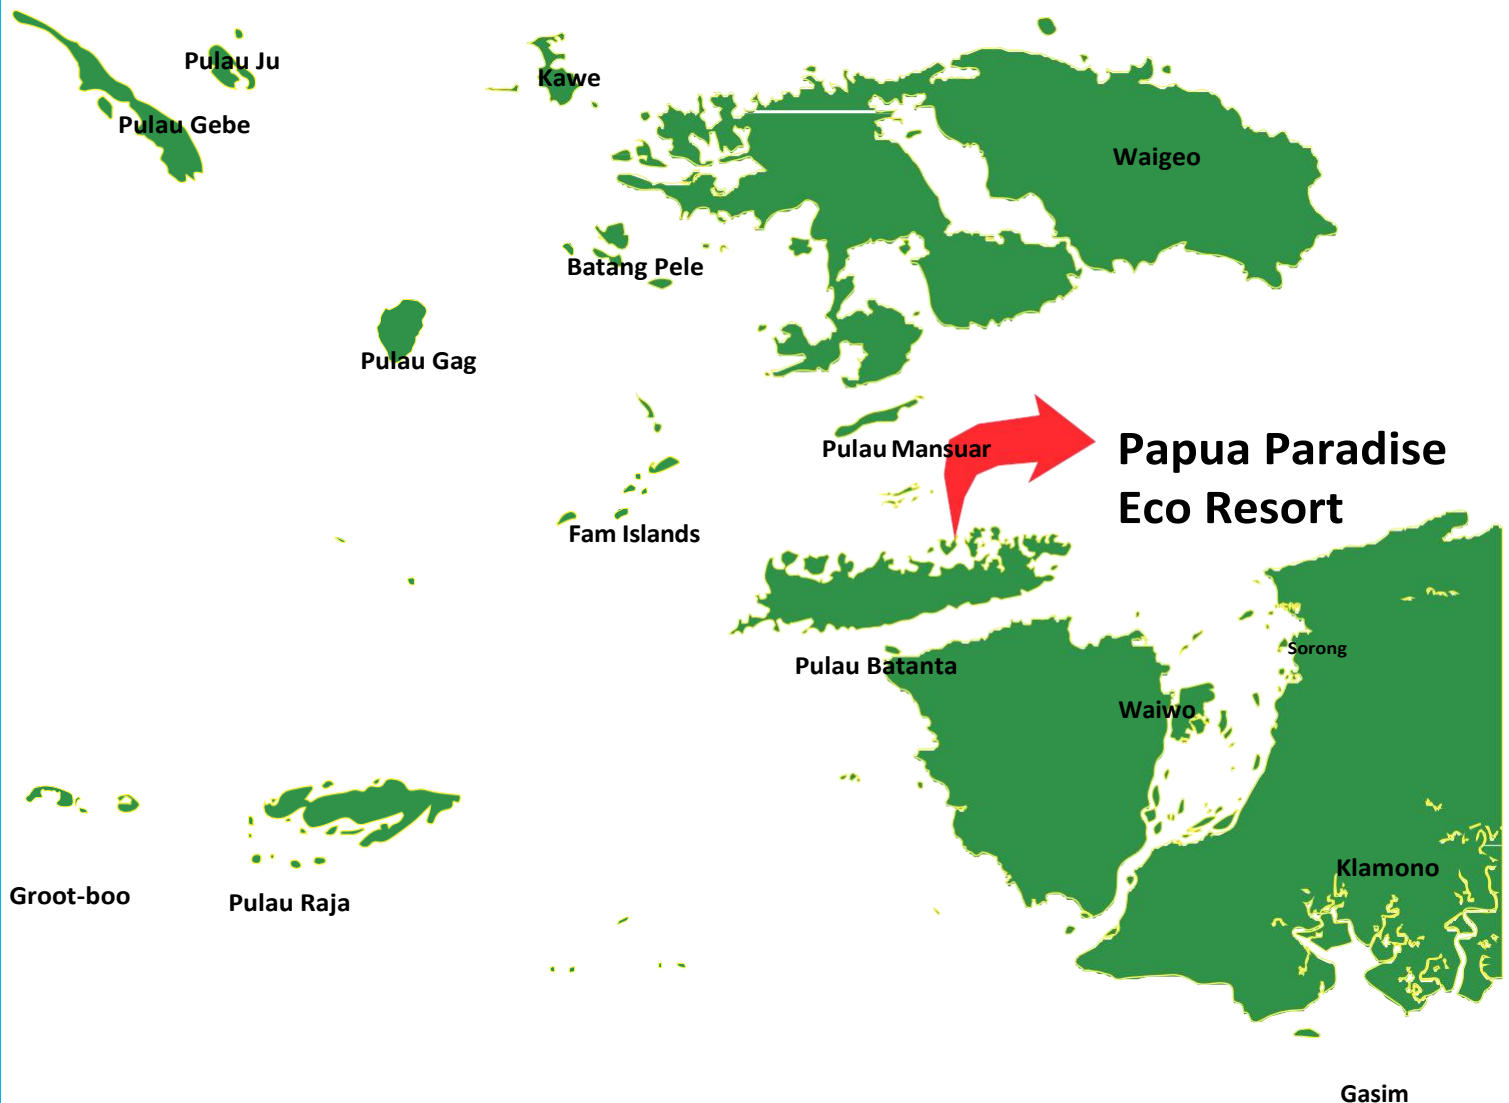 Pulau Ju
Kawe
Pulau Gebe
Waigeo
Batang Pele
Pulau Gag
Pulau Mansuar
Papua Paradise
Eco Resort
Fam Islands
Sorong
Pulau Batanta
Waiwo
Klamono
Groot-boo
Pulau Raja
Gasim